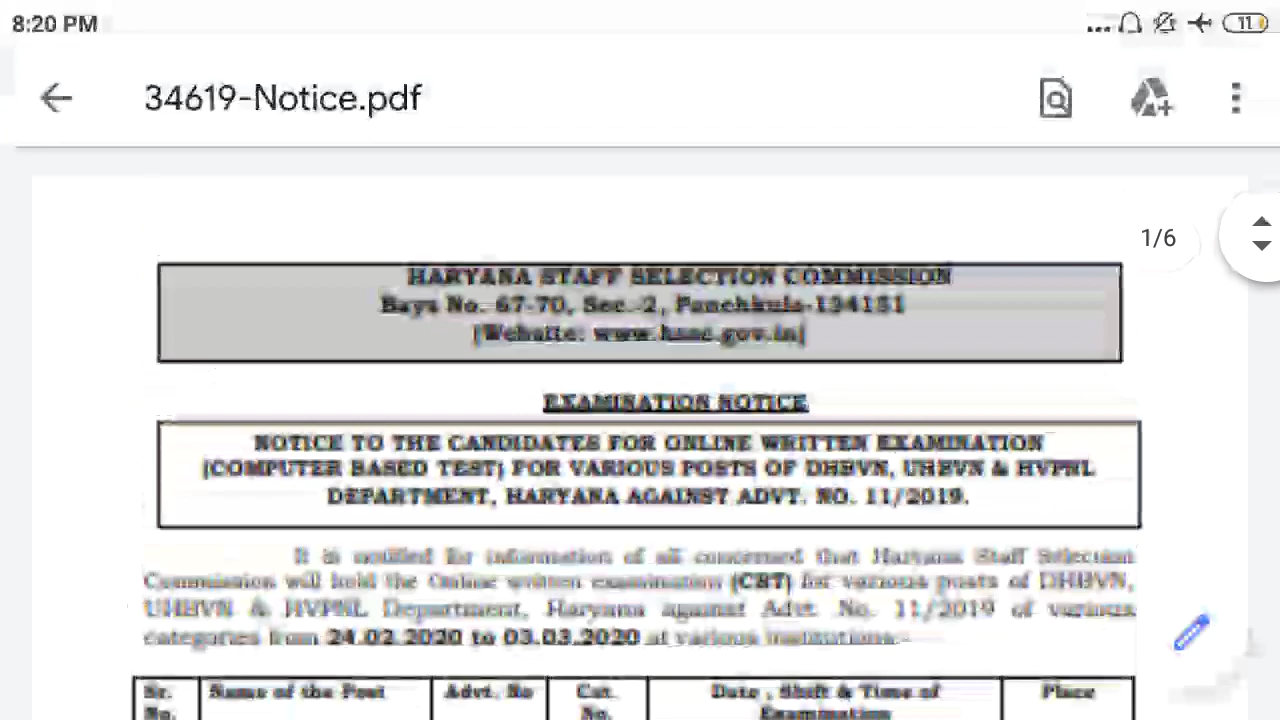 8:20 PM
11
34619-Notice.pdf
1/6
HARYANA STAFF SELECTION COMMISSION
Bays No. 67-70, Sec.-2, Panchkula-134151
(Website: www.hssc.gov.in)
EXAMINATION NOTICE
NOTICE TO THE CANDIDATES FOR ONLINE WRITTEN EXAMINATION
(COMPUTER BASED TEST) FOR VARIOUS POSTS OF DHBVN, UHBVN & HVPNL
DEPARTMENT, HARYANA AGAINST ADVT. NO. 11/2019.
It is notified for information of all concerned that Haryana Staff Selection
Commission will hold the Online written examination (CBT) for various posts of DHBVN,
UHBVN & HVPNL Department, Haryana against Advt. No. 11/2019 of various
categories from 24.02.2020 to 03.03.2020 at various institutions:-
Sr. No. Name of the Post Advt. No Cat. No. Date , Shift & Time of Examination Place